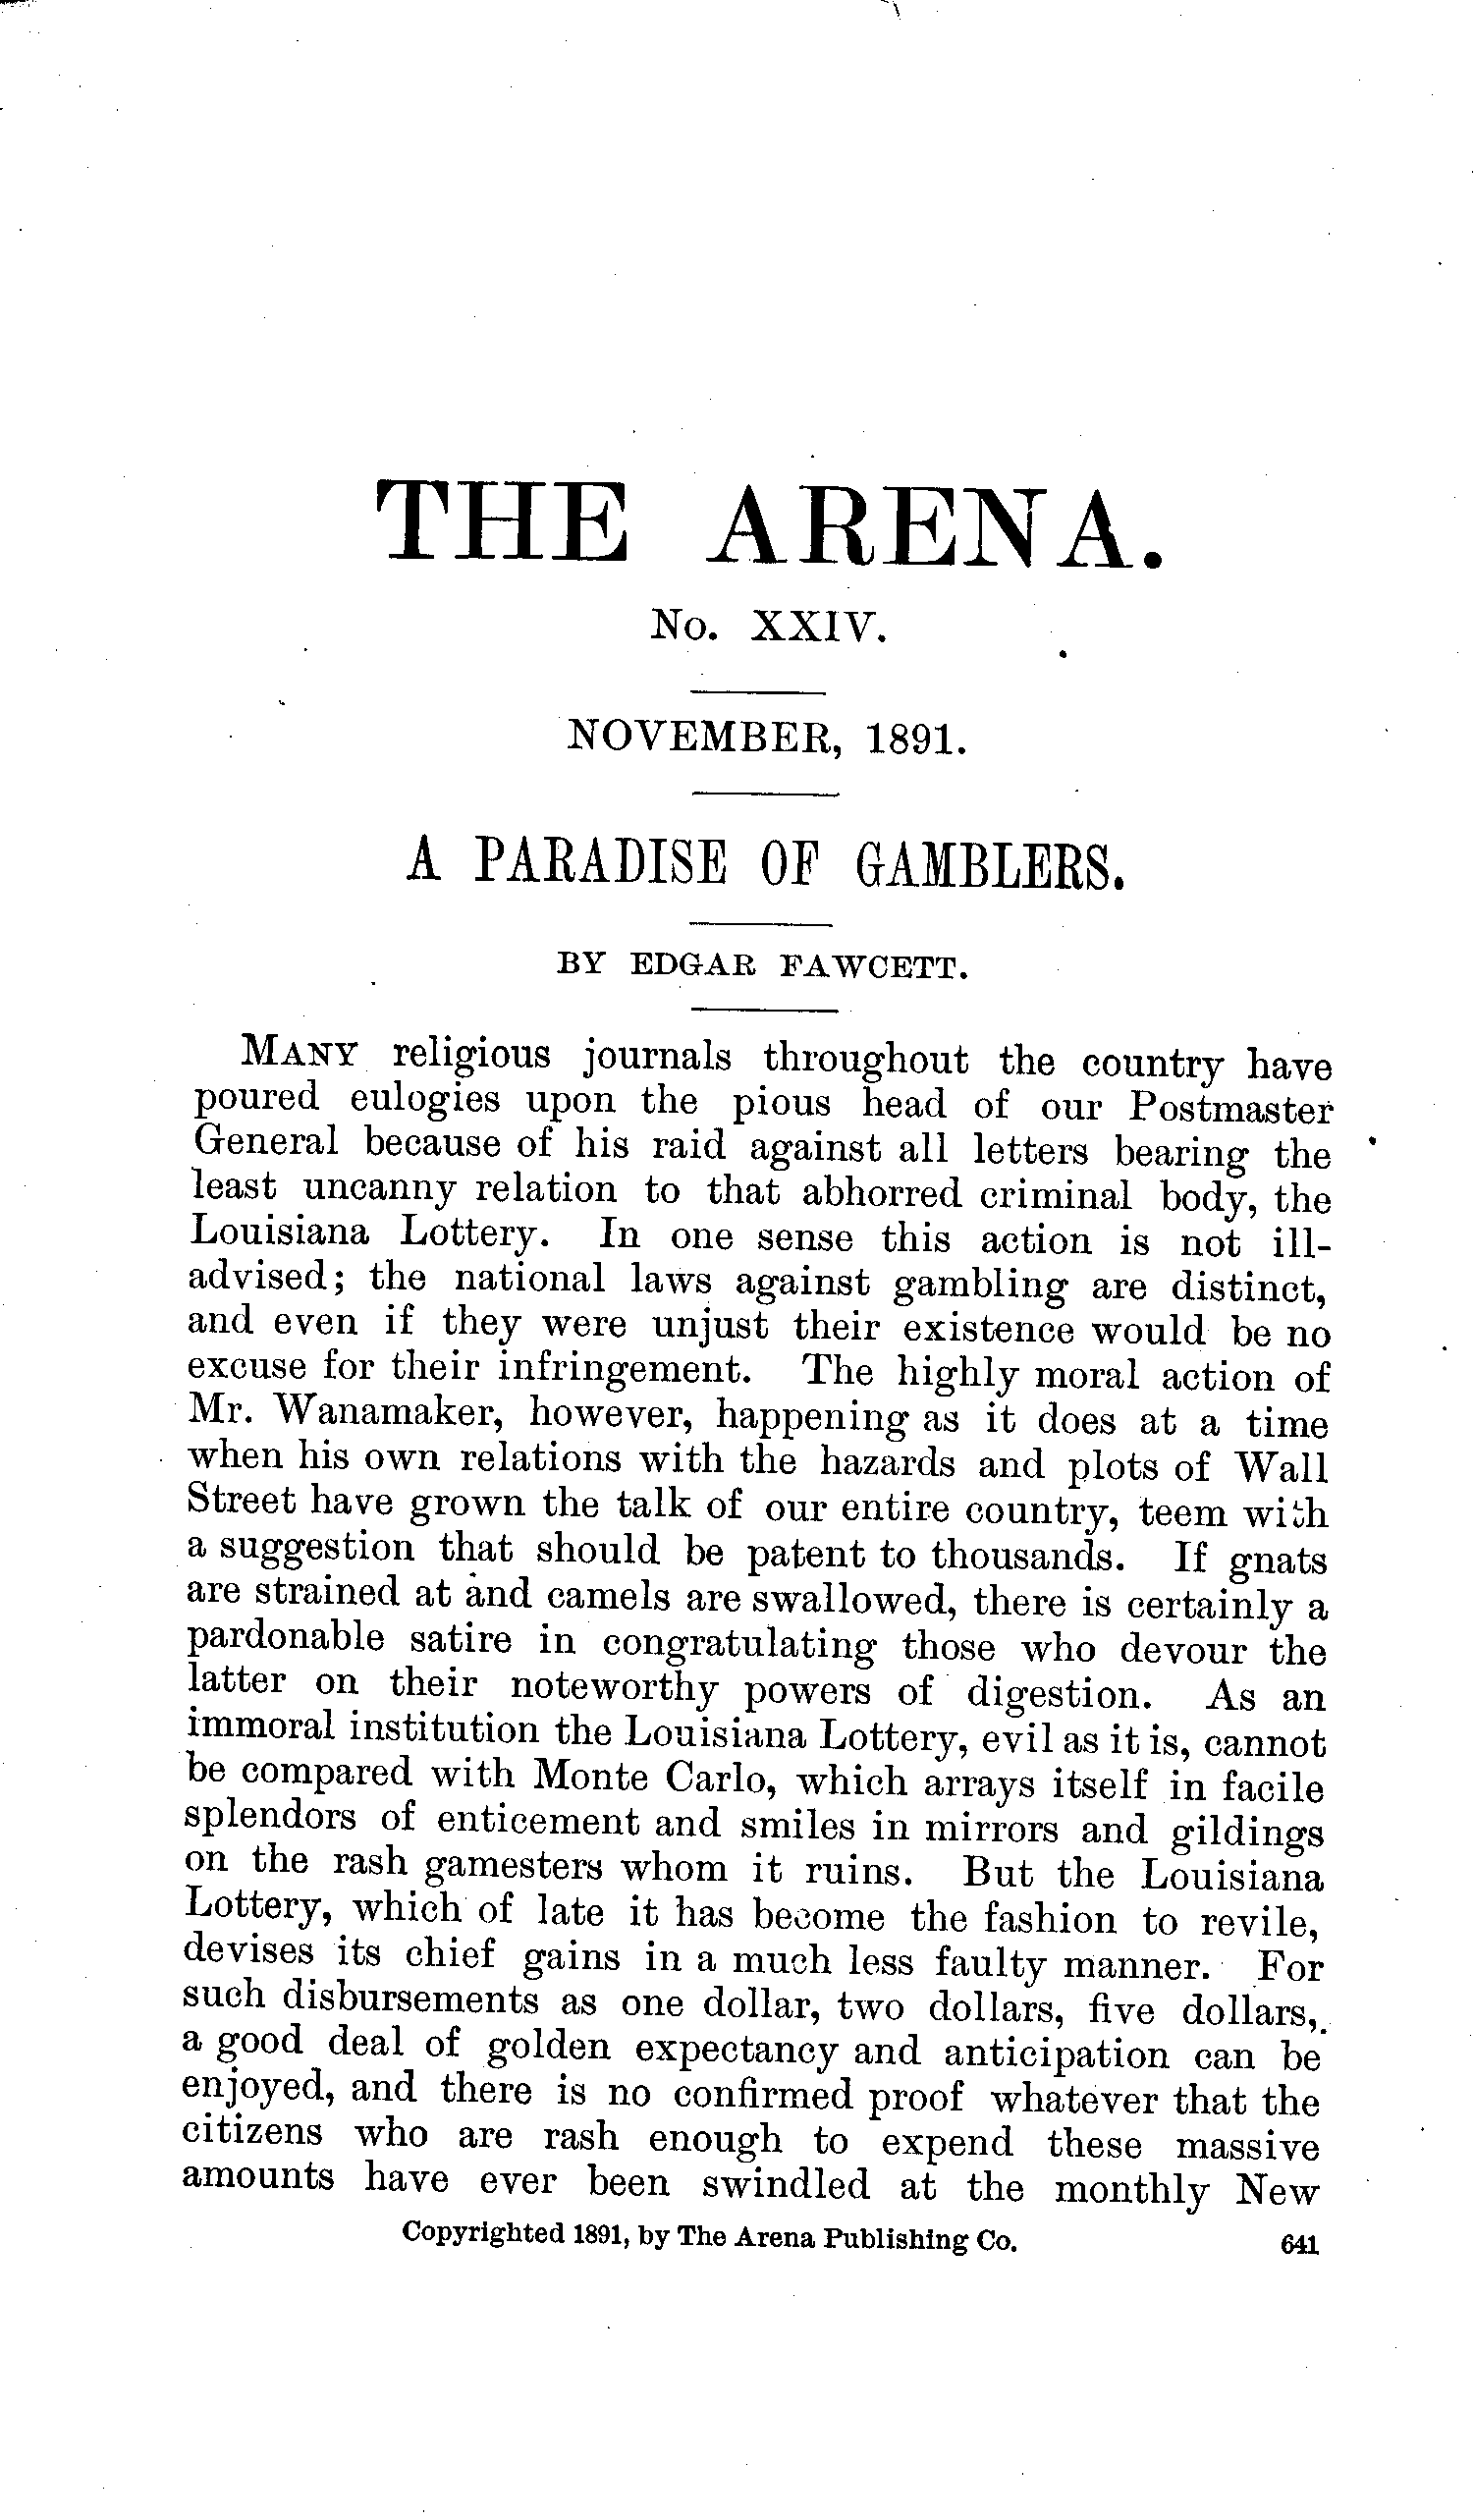 THE ARENA.
No. XXIV.
NOVEMBER, 1891.
A PARADISE OF GAMBLERS.
BY EDGAR FAWCETT.
MANY religious journals throughout the country have
poured eulogies upon the pious head of our Postmaster
General because of his raid against all letters bearing the
least uncanny relation to that abhorred criminal body, the
Louisiana Lottery. In one sense this action is not ill-
advised; the national laws against gambling are distinct,
and even if they were unjust their existence would be no
excuse for their infringement. The highly moral action of
Mr. Wanamaker, however, happening as it does at a time
when his own relations with the hazards and plots of Wall
Street have grown the talk of our entire country, teem with
a suggestion that should be patent to thousands. If gnats
are strained at and camels are swallowed, there is certainly a
pardonable satire in congratulating those who devour the
latter on their noteworthy powers of digestion. As an
immoral institution the Louisiana Lottery, evil as it is, cannot
be compared with Monte Carlo, which arrays itself in facile
splendors of enticement and smiles in mirrors and gildings
on the rash gamesters whom it ruins. But the Louisiana
Lottery, which of late it has become the fashion to revile,
devises its chief gains in a much less faulty manner. For
such disbursements as one dollar, two dollars, five dollars,
a good deal of golden expectancy and anticipation can be
enjoyed, and there is no confirmed proof whatever that the
citizens who are rash enough to expend these massive
amounts have ever been swindled at the monthly New
Copyrighted 1891, by The Arena Publishing Co. 641